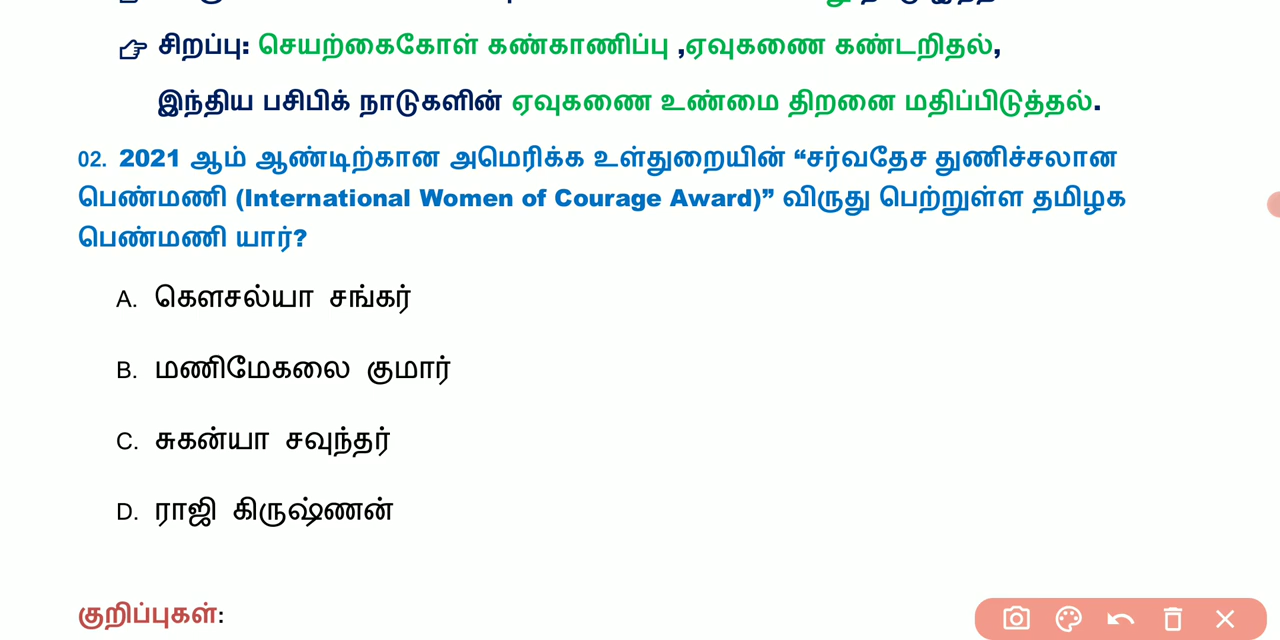 சிறப்பு: செயற்கைகோள் கண்காணிப்பு ,ஏவுகணை கண்டறிதல்,
இந்திய பசிபிக் நாடுகளின் ஏவுகணை உண்மை திறனை மதிப்பிடுத்தல்.
02. 2021 ஆம் ஆண்டிற்கான அமெரிக்க உள்துறையின் “சர்வதேச துணிச்சலான
பெண்மணி (International Women of Courage Award)” விருது பெற்றுள்ள தமிழக
பெண்மணி யார்?
A. கௌசல்யா சங்கர்
B. மணிமேகலை குமார்
C. சுகன்யா சவுந்தர்
D. ராஜி கிருஷ்ணன்
குறிப்புகள்: